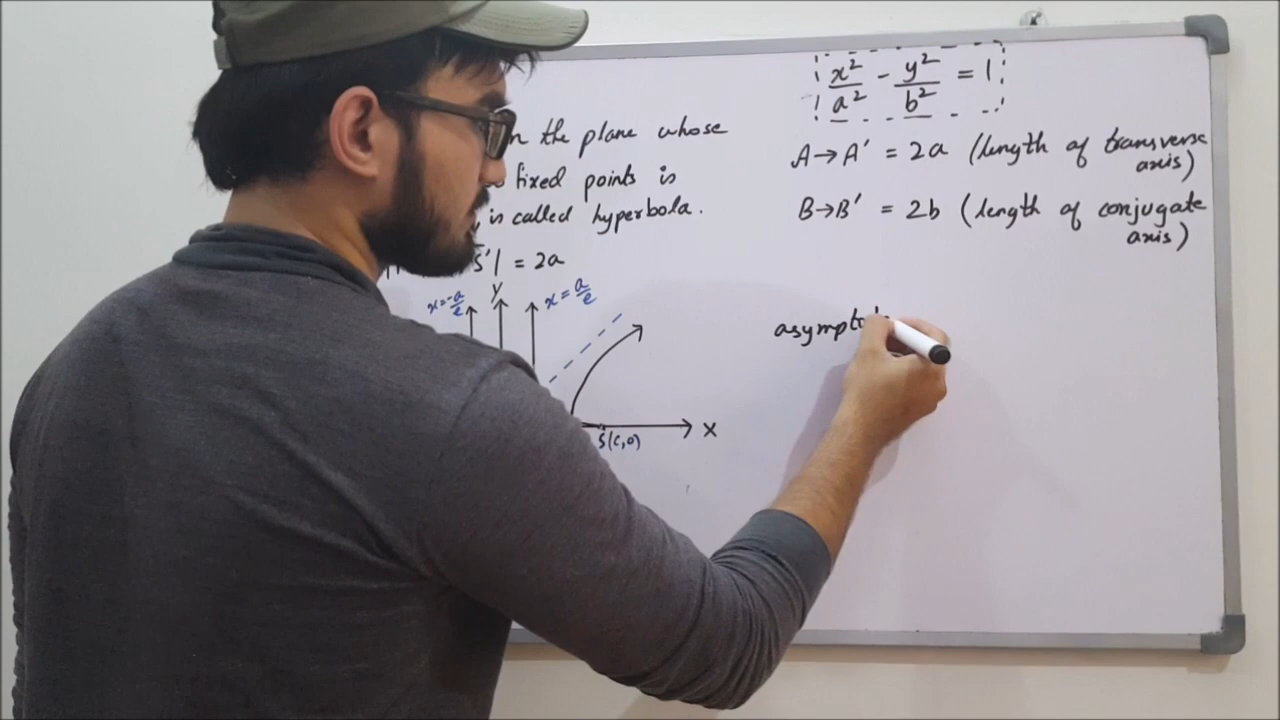 the plane whose
fixed points is
is called hyperbola.
S'| = 2a
x=-a/e
y
x=a/e
S(c,0)
X
x²/a² - y²/b² = 1
A→A' = 2a (length of transverse
axis)
B→B' = 2b (length of conjugate
axis)
asympt